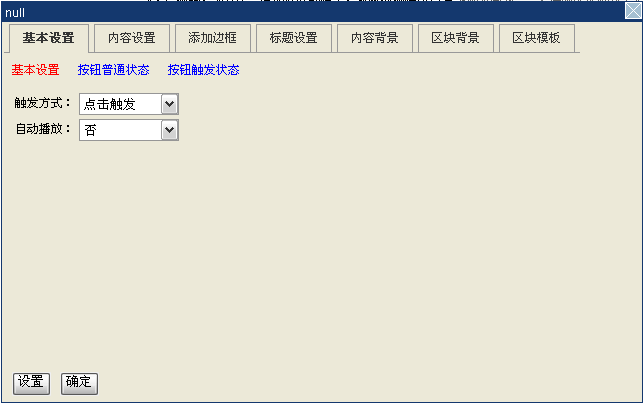 null
基本设置 内容设置 添加边框 标题设置 内容背景 区块背景 区块模板
基本设置 按钮普通状态 按钮触发状态
触发方式： 点击触发
自动播放： 否
设置 确定